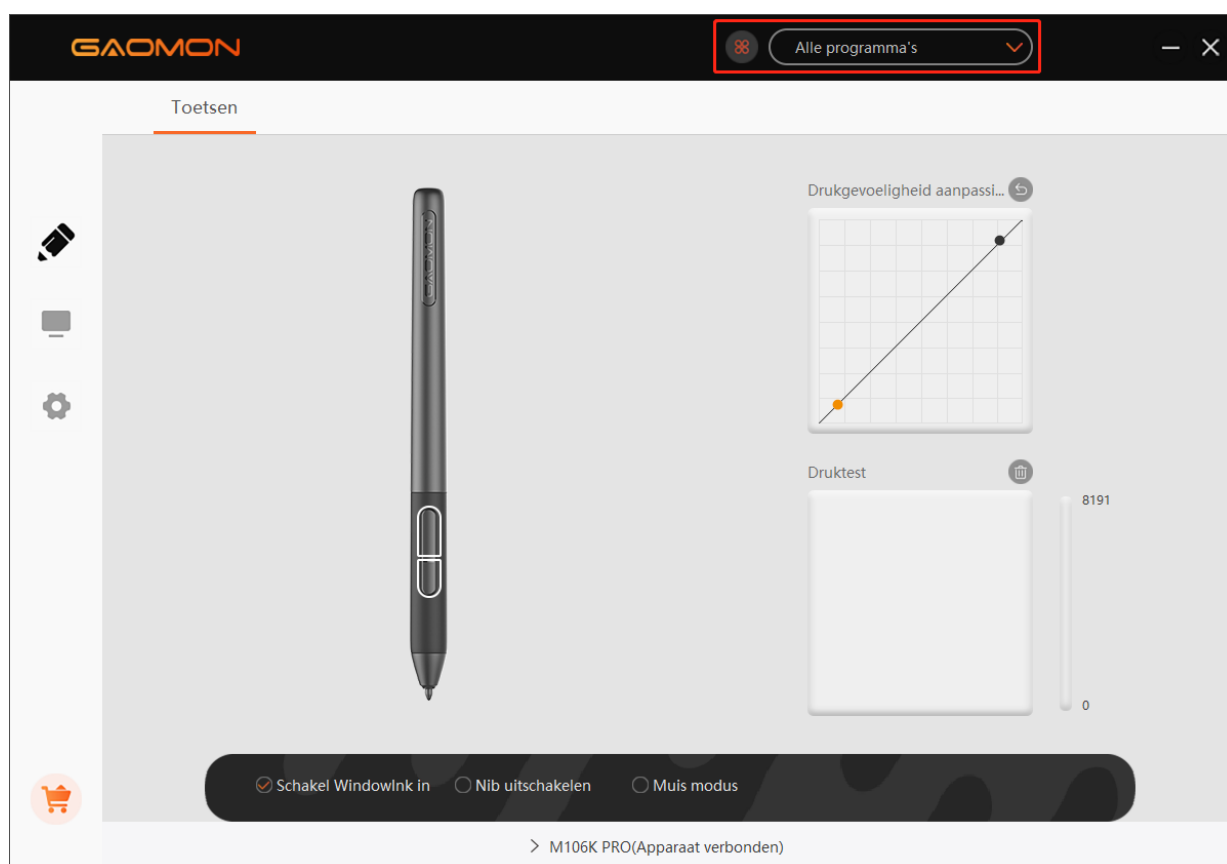 GAOMON
Alle programma's
Toetsen
Drukgevoeligheid aanpassi...
GAOMON
Druktest
8191
0
Schakel WindowInk in
Nib uitschakelen
Muis modus
M106K PRO(Apparaat verbonden)